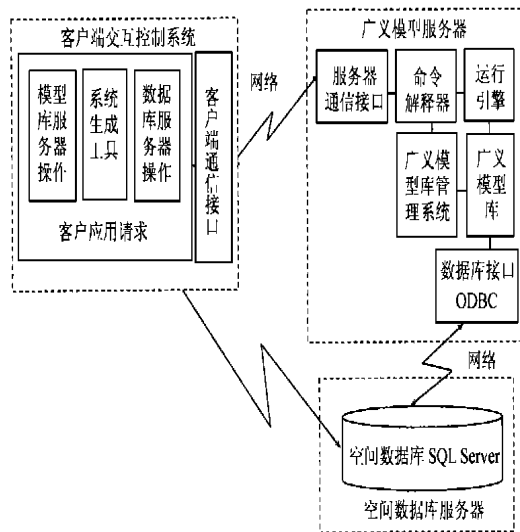 客户端交互控制系统
模型
库服
务器
操作
系统
生成
工具
数据
库服
务器
操作
客户应用请求
客户端通信接口
网络
广义模型服务器
服务器
通信接口
命令
解释器
运行
引擎
广义模
型库管
理系统
广义
模型
库
数据库接口
ODBC
网络
空间数据库 SQL Server
空间数据库服务器